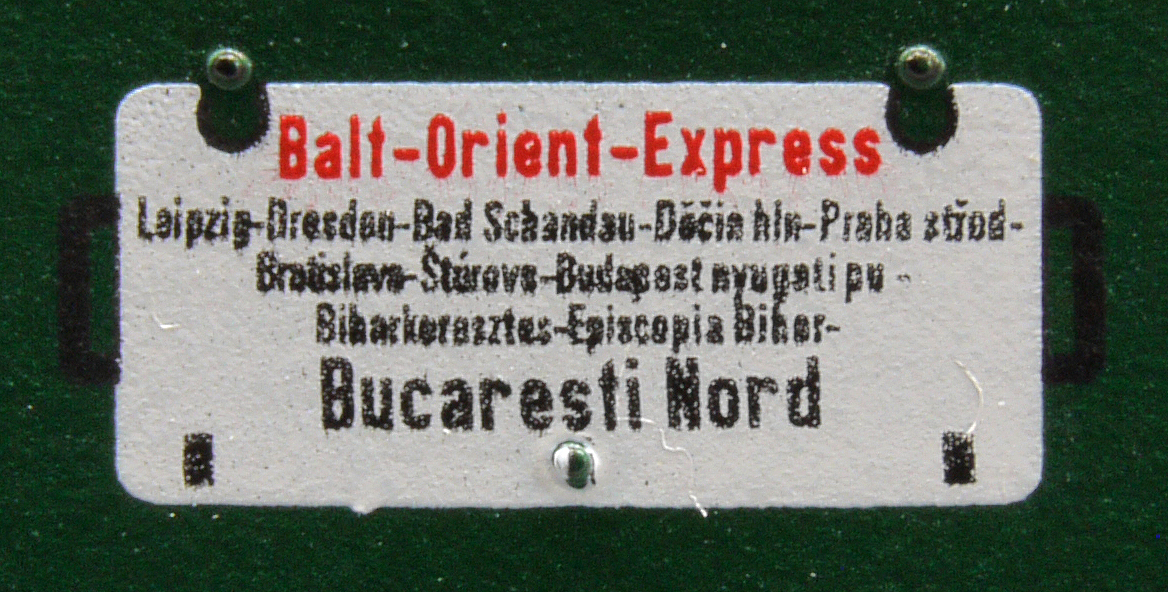 Balt-Orient-Express
Leipzig-Dresden-Bad Schandau-Děčín hln-Praha střed-
Bratislava-Štúrovo-Budapest nyugati pu -
Biharkeresztes-Episcopia Bihor-
Bucaresti Nord